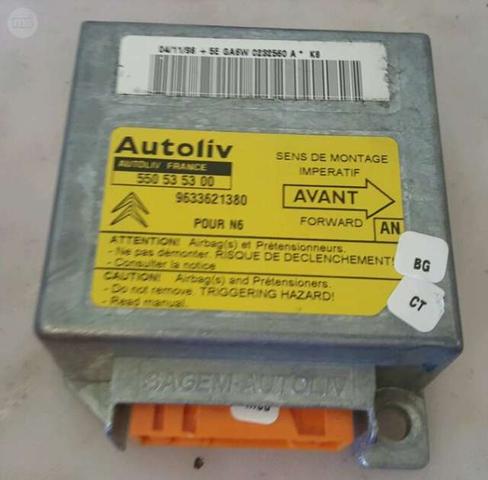 04/11/98 + 5E GA6W 0232560 A * K6
Autoliv
AUTOLIV FRANCE
550 53 53 00
9633621380
POUR N6
SENS DE MONTAGE
IMPERATIF
AVANT
FORWARD
AN
ATTENTION! Airbag(s) et Prétensionneurs.
- Ne pas démonter. RISQUE DE DECLENCHEMENT!
- Consulter la notice
CAUTION! Airbag(s) and Pretensioners.
- Do not remove. TRIGGERING HAZARD!
- Read manual.
BG
CT
SAGEM-AUTOLIV